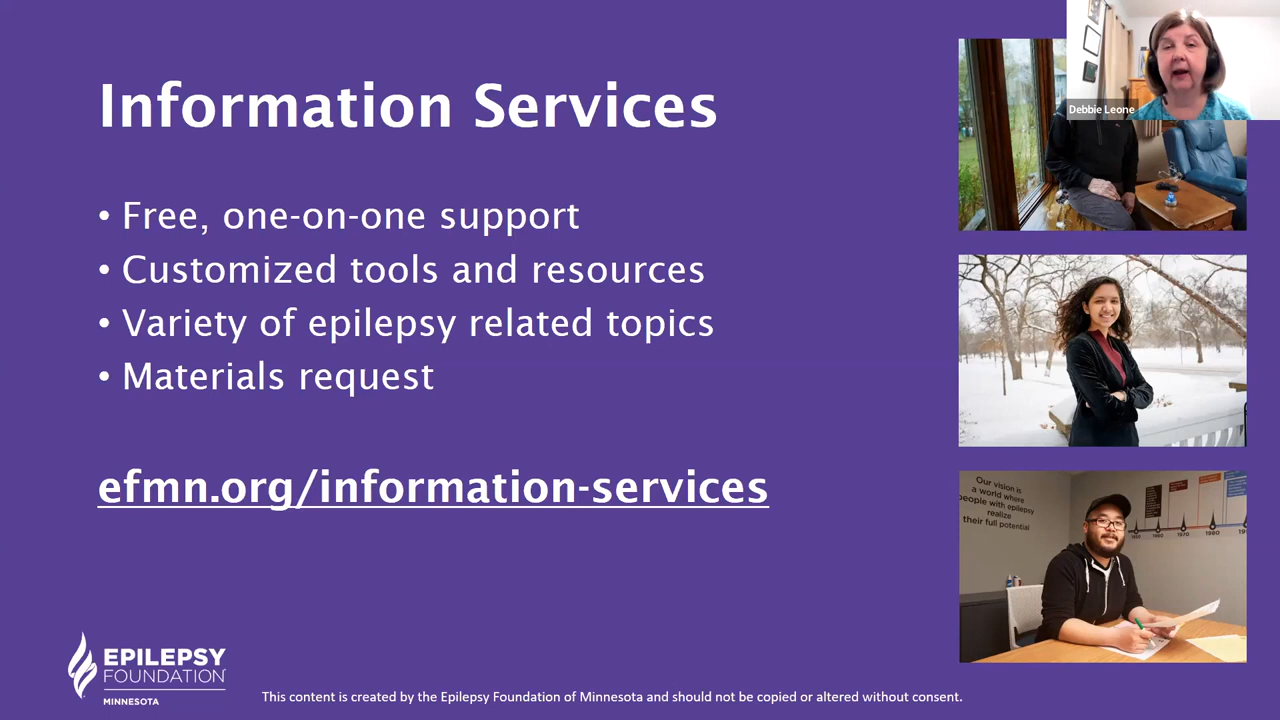 Information Services
• Free, one-on-one support
• Customized tools and resources
• Variety of epilepsy related topics
• Materials request
efmn.org/information-services
EPILEPSY
FOUNDATION
MINNESOTA
This content is created by the Epilepsy Foundation of Minnesota and should not be copied or altered without consent.
Debbie Leone
Our vision is
a world where
people with epilepsy
realize
their full potential
1960
1970
1980